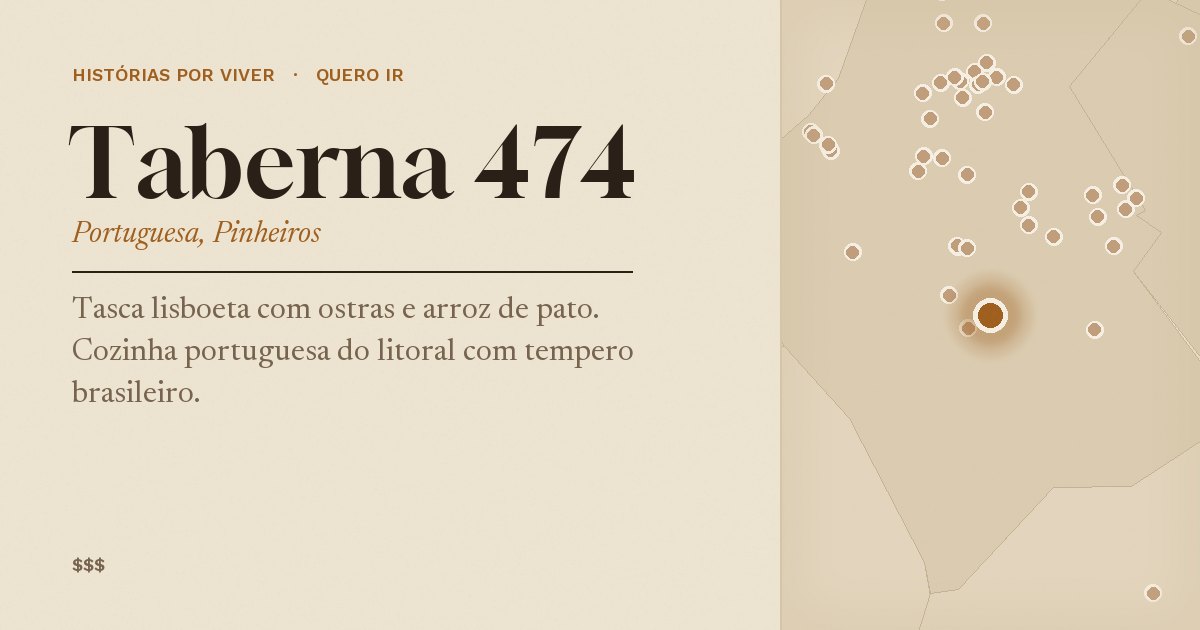 HISTÓRIAS POR VIVER · QUERO IR
Taberna 474
Portuguesa, Pinheiros
Tasca lisboeta com ostras e arroz de pato.
Cozinha portuguesa do litoral com tempero
brasileiro.
$$$